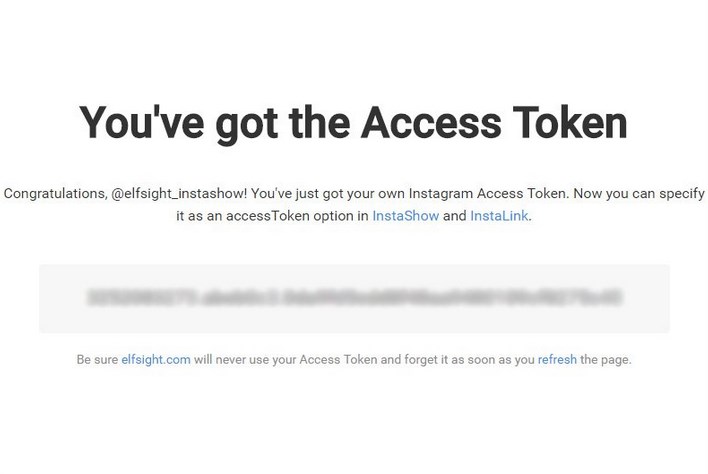 You've got the Access Token
Congratulations, @elfsight_instashow! You've just got your own Instagram Access Token. Now you can specify
it as an accessToken option in InstaShow and InstaLink.
Be sure elfsight.com will never use your Access Token and forget it as soon as you refresh the page.